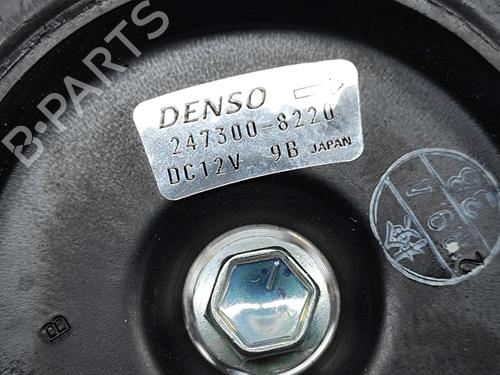 B-PARTS
DENSO
247300-8220
DC12V 9B JAPAN
B